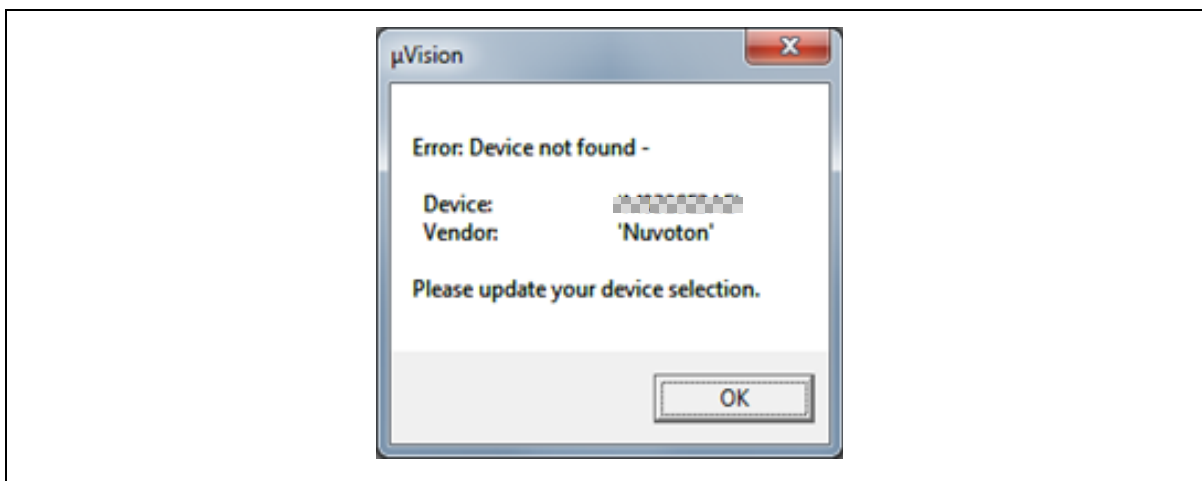 µVision
Error: Device not found -
Device:
Vendor: 'Nuvoton'
Please update your device selection.
OK